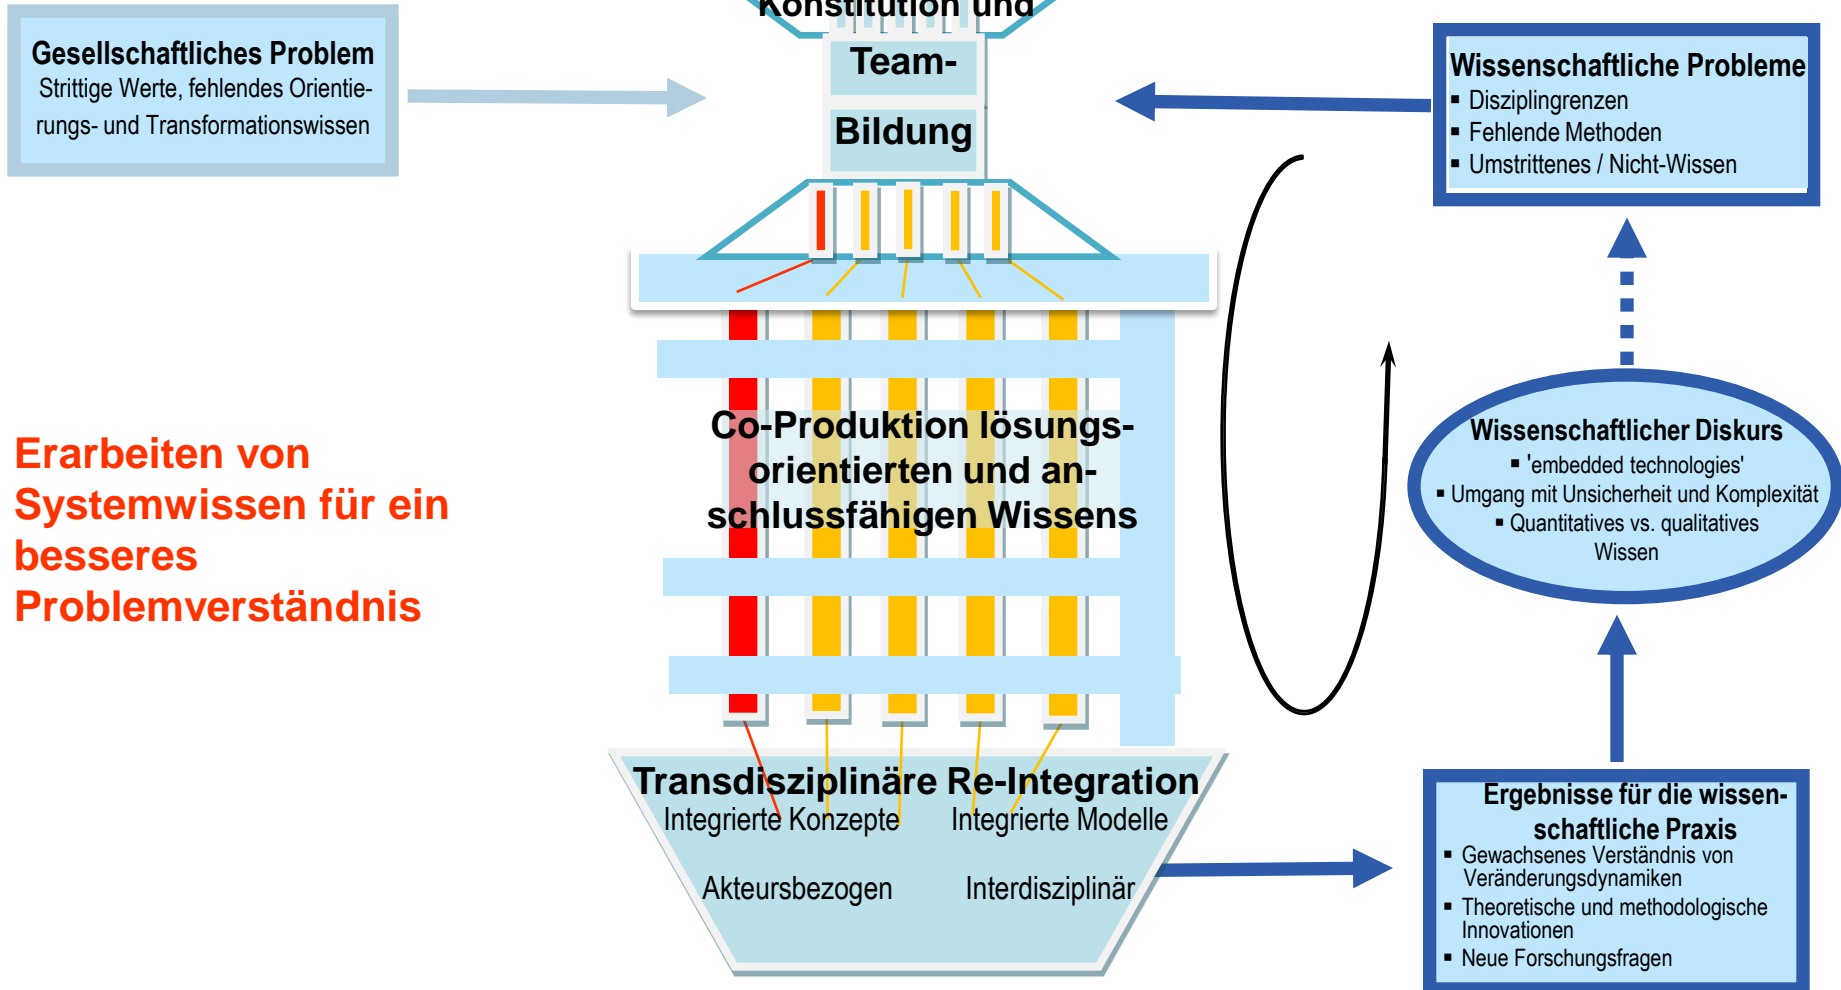 Konstitution und
Team-
Bildung
Gesellschaftliches Problem
Strittige Werte, fehlendes Orientie-
rungs- und Transformationswissen
Wissenschaftliche Probleme
▪ Disziplingrenzen
▪ Fehlende Methoden
▪ Umstrittenes / Nicht-Wissen
Erarbeiten von
Systemwissen für ein
besseres
Problemverständnis
Co-Produktion lösungs-
orientierten und an-
schlussfähigen Wissens
Wissenschaftlicher Diskurs
▪ 'embedded technologies'
▪ Umgang mit Unsicherheit und Komplexität
▪ Quantitatives vs. qualitatives
Wissen
Transdisziplinäre Re-Integration
Integrierte Konzepte Integrierte Modelle
Akteursbezogen Interdisziplinär
Ergebnisse für die wissen-
schaftliche Praxis
▪ Gewachsenes Verständnis von
Veränderungsdynamiken
▪ Theoretische und methodologische
Innovationen
▪ Neue Forschungsfragen